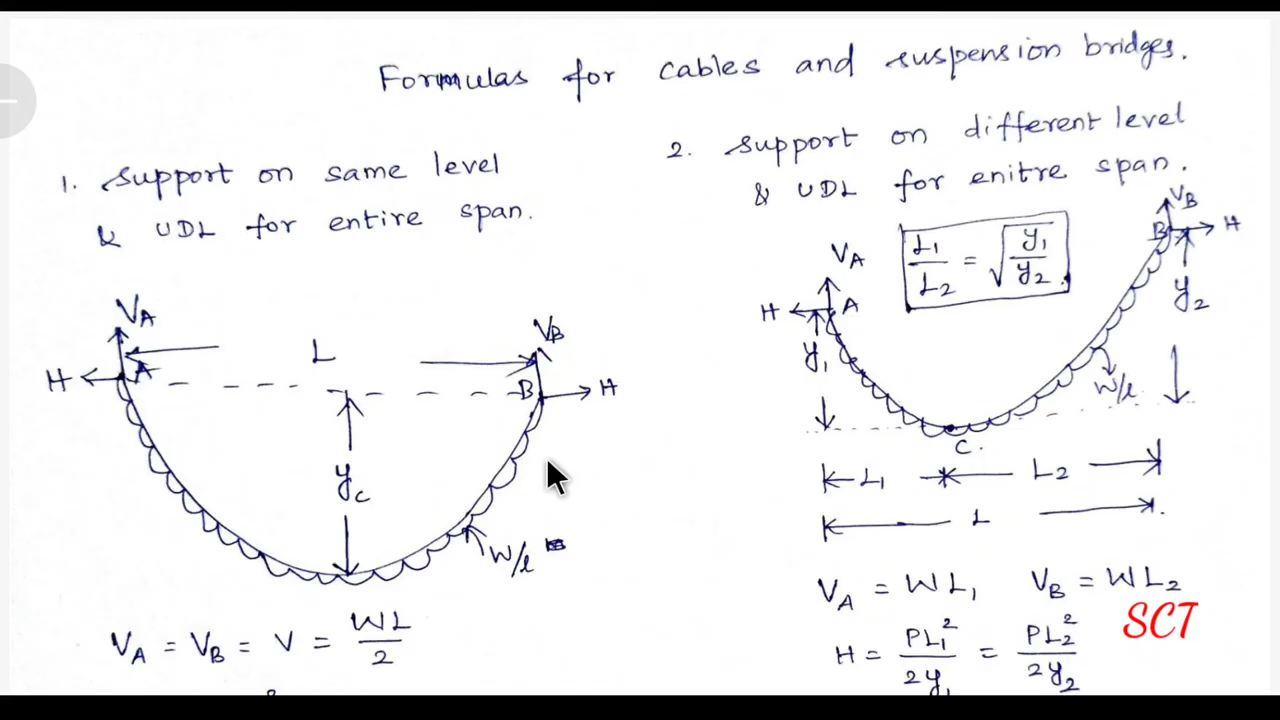 Formulas for cables and suspension bridges.
1. Support on same level
& UDL for entire span.
VA
VB
L
H
A
B
H
yc
W/l
VA = VB = V = WL/2
2. Support on different level
& UDL for enitre span.
L1/L2 = √(y1/y2)
VB
B
H
VA
H
A
y1
y2
W/l
C.
L1
L2
L
VA = WL1 VB = WL2
SCT
H = PL1²/2y1 = PL2²/2y2